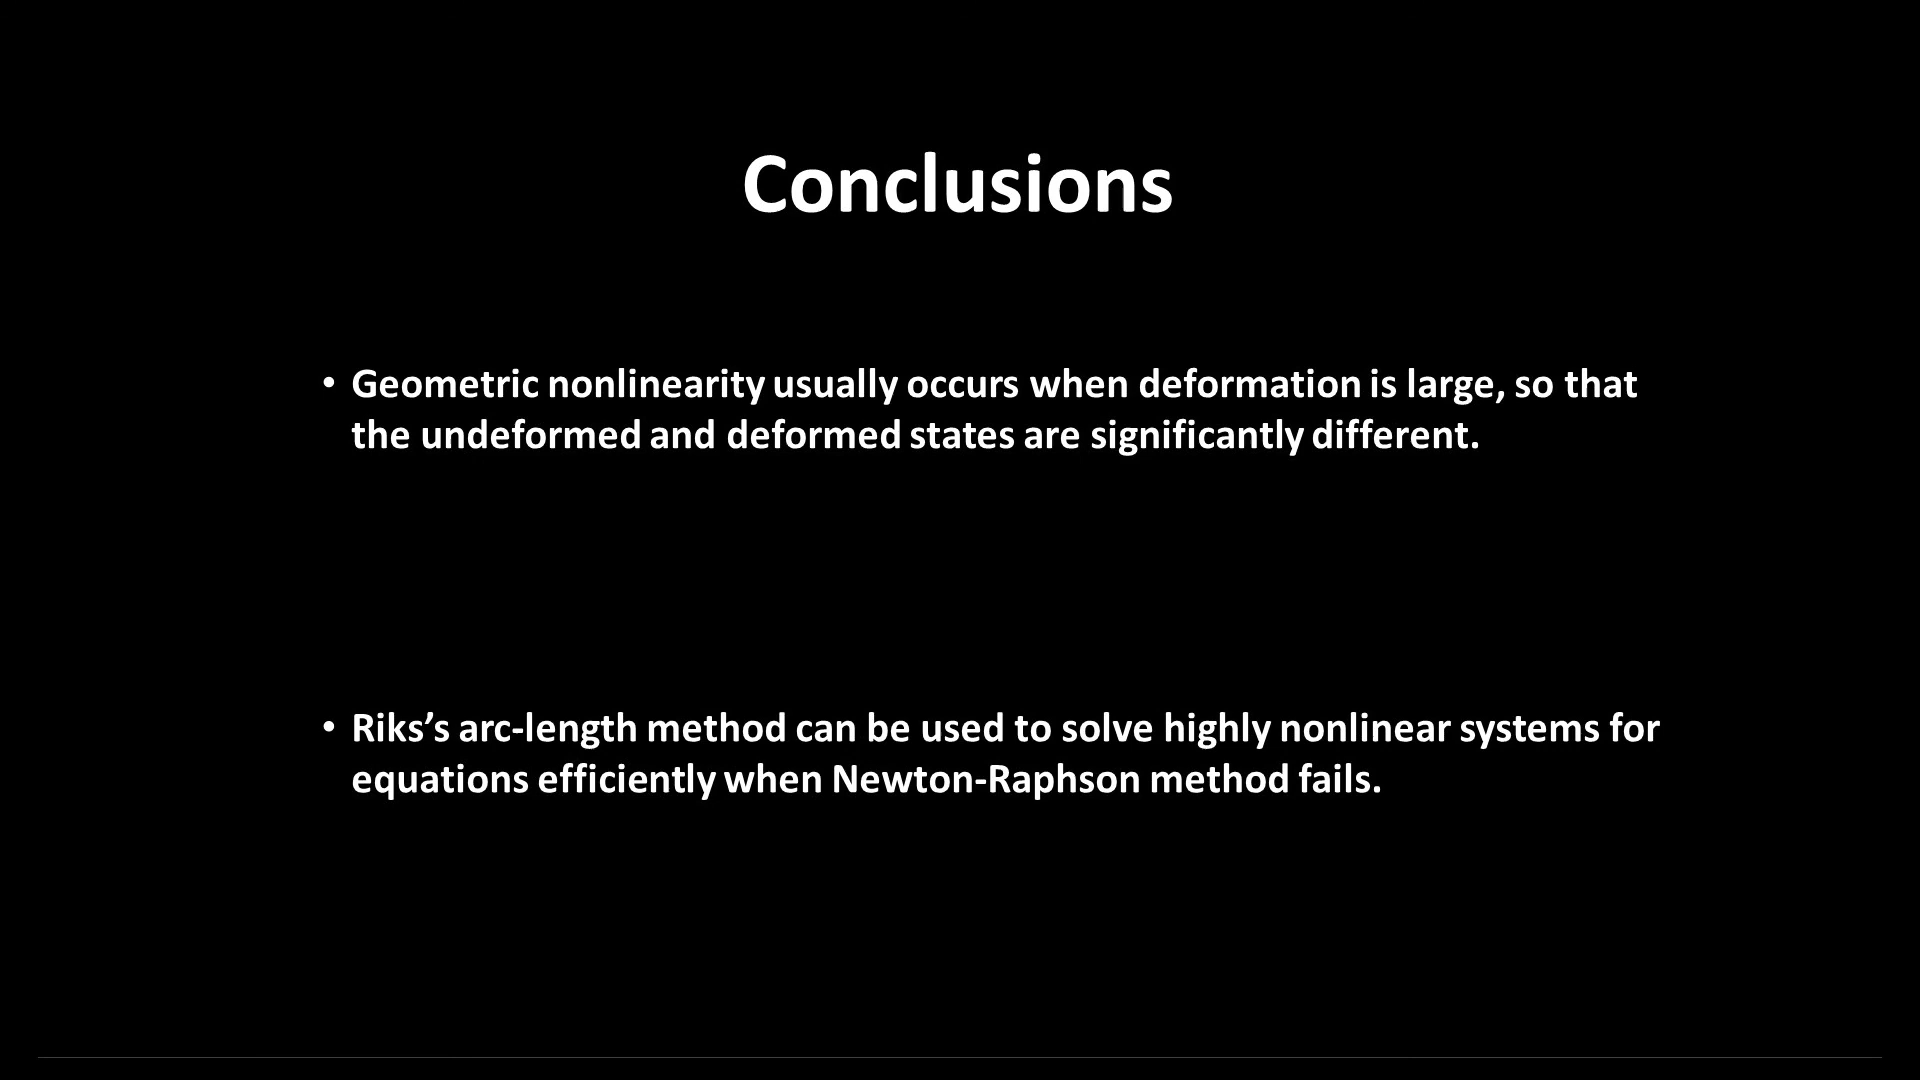 Conclusions
• Geometric nonlinearity usually occurs when deformation is large, so that
the undeformed and deformed states are significantly different.
• Riks’s arc-length method can be used to solve highly nonlinear systems for
equations efficiently when Newton-Raphson method fails.